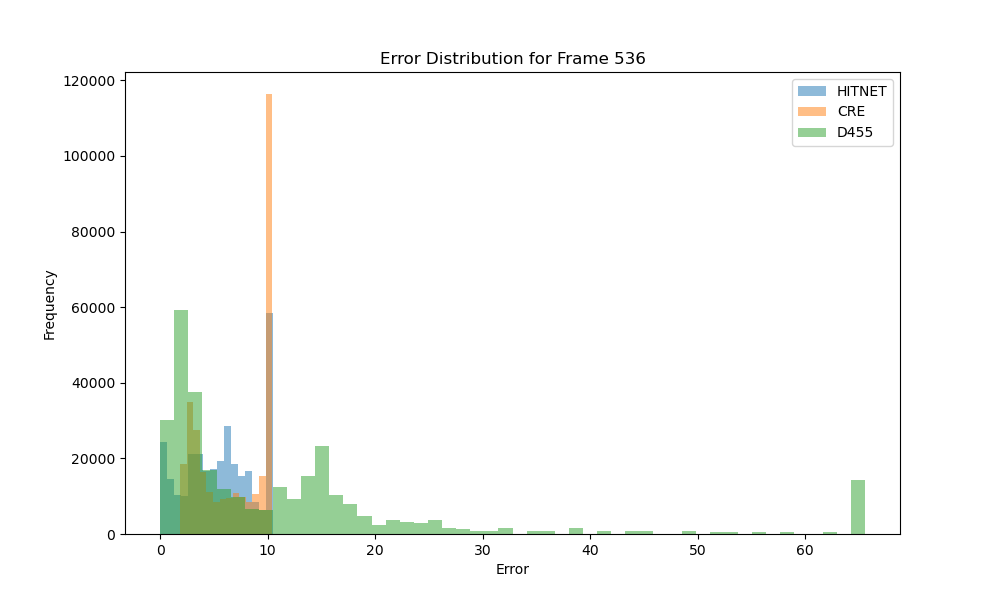 Error Distribution for Frame 536
HITNET
CRE
D455
Frequency
120000
100000
80000
60000
40000
20000
0
0 10 20 30 40 50 60
Error